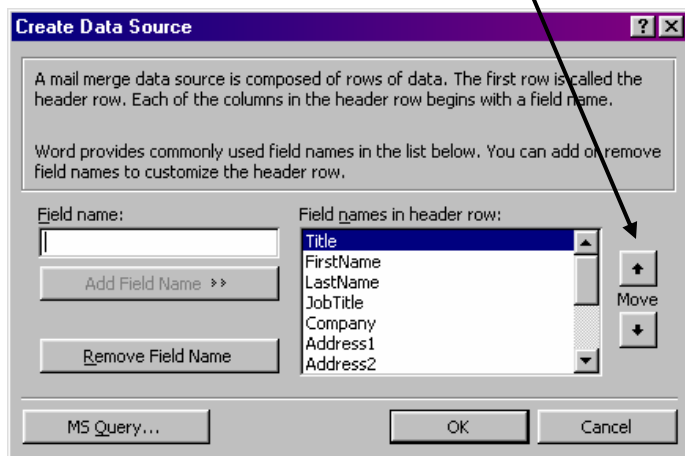 Create Data Source
A mail merge data source is composed of rows of data. The first row is called the
header row. Each of the columns in the header row begins with a field name.
Word provides commonly used field names in the list below. You can add or remove
field names to customize the header row.
Field name:
Field names in header row:
Title
FirstName
LastName
JobTitle
Company
Address1
Address2
Add Field Name >>
Remove Field Name
Move
MS Query...
OK
Cancel